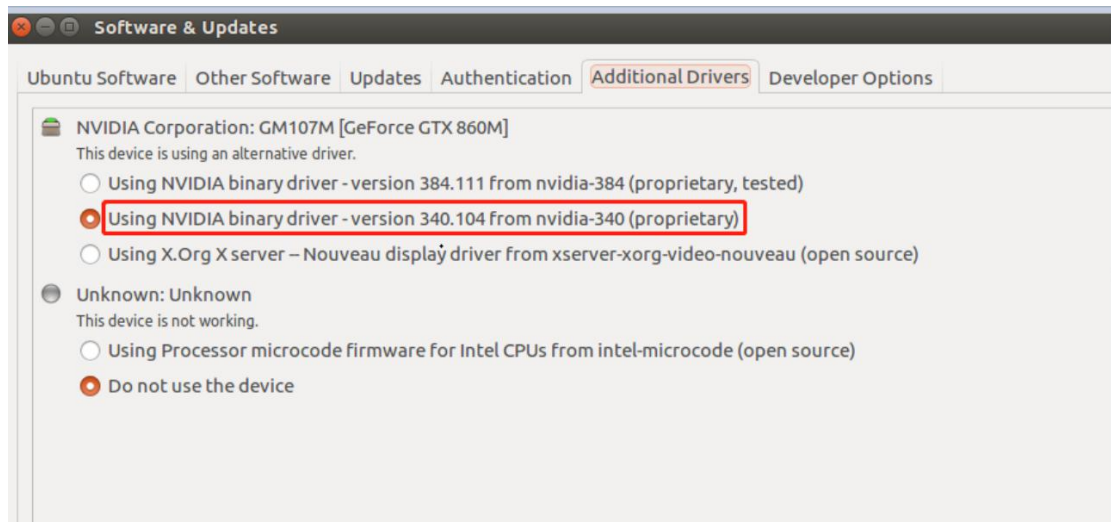 Software & Updates
Ubuntu Software Other Software Updates Authentication Additional Drivers Developer Options
NVIDIA Corporation: GM107M [GeForce GTX 860M]
This device is using an alternative driver.
Using NVIDIA binary driver - version 384.111 from nvidia-384 (proprietary, tested)
Using NVIDIA binary driver - version 340.104 from nvidia-340 (proprietary)
Using X.Org X server – Nouveau display driver from xserver-xorg-video-nouveau (open source)
Unknown: Unknown
This device is not working.
Using Processor microcode firmware for Intel CPUs from intel-microcode (open source)
Do not use the device